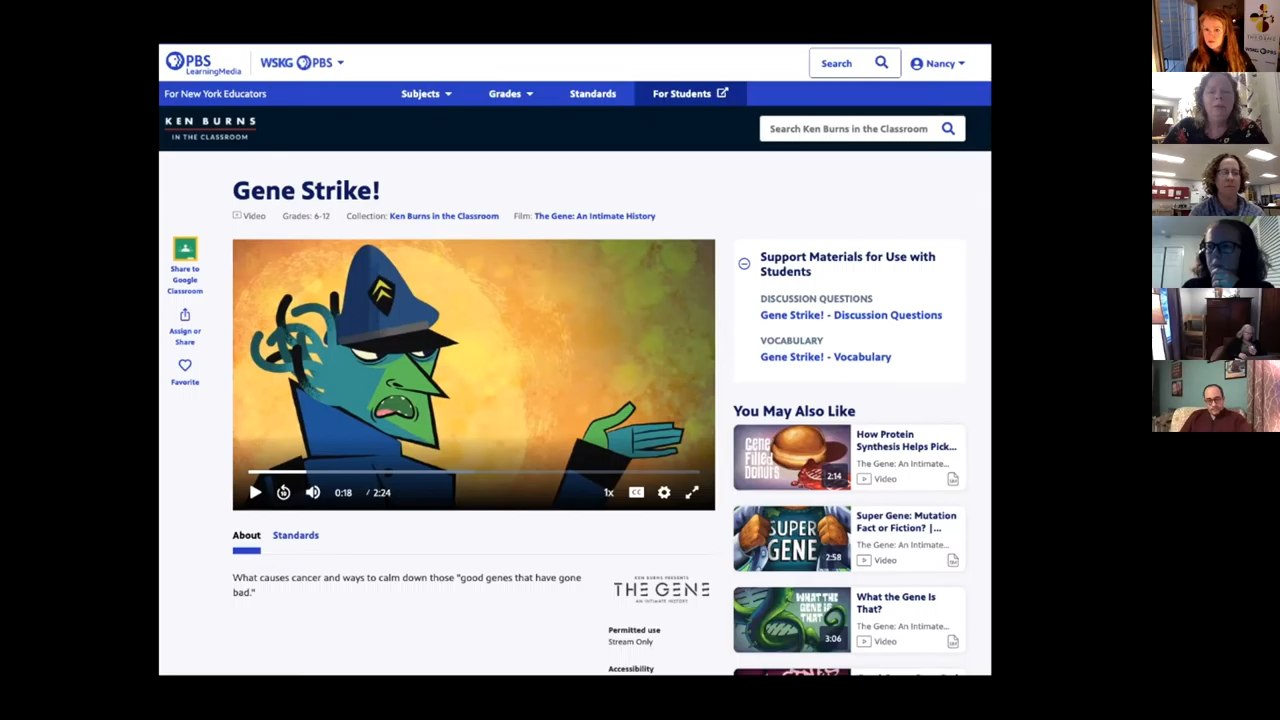 PBS
LearningMedia
WSKG PBS
Search
Nancy
For New York Educators
Subjects
Grades
Standards
For Students
KEN BURNS
IN THE CLASSROOM
Search Ken Burns in the Classroom
Gene Strike!
Video
Grades: 6-12
Collection: Ken Burns in the Classroom
Film: The Gene: An Intimate History
Share to
Google
Classroom
Assign or
Share
Favorite
10
0:18 / 2:24
1x
CC
Support Materials for Use with
Students
DISCUSSION QUESTIONS
Gene Strike! - Discussion Questions
VOCABULARY
Gene Strike! - Vocabulary
You May Also Like
GENE
FILLED
DONUTS
2:14
How Protein
Synthesis Helps Pick...
The Gene: An Intimate...
Video
SUPER
GENE
2:58
Super Gene: Mutation
Fact or Fiction? |...
The Gene: An Intimate...
Video
WHAT THE
GENE IS
THAT?
3:06
What the Gene Is
That?
The Gene: An Intimate...
Video
About
Standards
What causes cancer and ways to calm down those "good genes that have gone
bad."
KEN BURNS PRESENTS
THE GENE
AN INTIMATE HISTORY
Permitted use
Stream Only
Accessibility
THE GENE
WSKG PBS